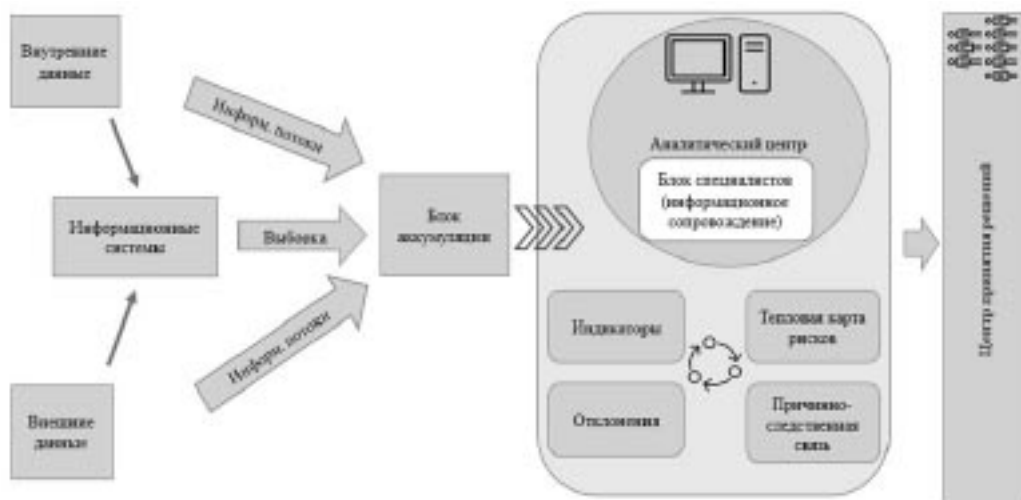 Внутренние
данные
Информ. потоки
Информационные
системы
Выборка
Информ. потоки
Внешние
данные
Блок
аккумуляции
Аналитический центр
Блок специалистов
(информационное
сопровождение)
Индикаторы
Тепловая карта
рисков
Отклонения
Причинно-
следственная
связь
Центр принятия решений